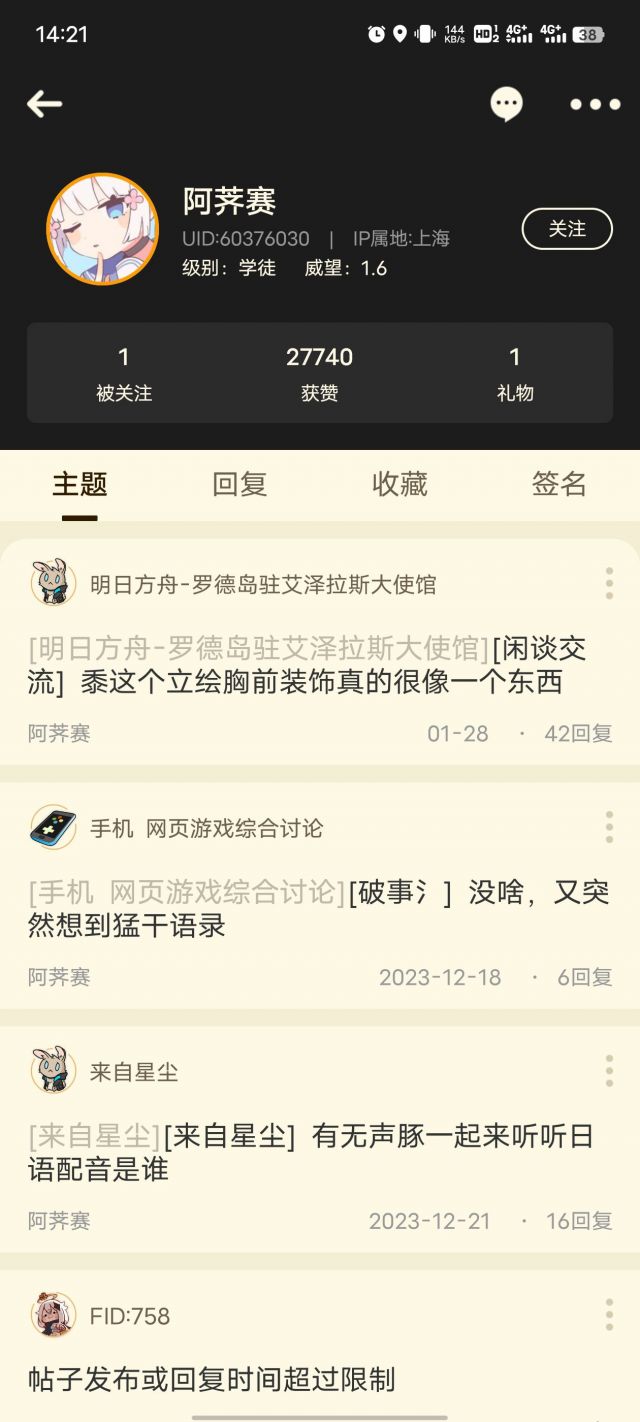 14:21
144 KB/s HD 1 2 4G+ 4G+ 38
阿荠赛
UID:60376030 | IP属地:上海
关注
级别：学徒 威望：1.6
1 27740 1
被关注 获赞 礼物
主题 回复 收藏 签名
明日方舟-罗德岛驻艾泽拉斯大使馆
[明日方舟-罗德岛驻艾泽拉斯大使馆][闲谈交
流] 黍这个立绘胸前装饰真的很像一个东西
阿荠赛 01-28 · 42回复
手机 网页游戏综合讨论
[手机 网页游戏综合讨论][破事氵] 没啥，又突
然想到猛干语录
阿荠赛 2023-12-18 · 6回复
来自星尘
[来自星尘][来自星尘] 有无声豚一起来听听日
语配音是谁
阿荠赛 2023-12-21 · 16回复
FID:758
帖子发布或回复时间超过限制